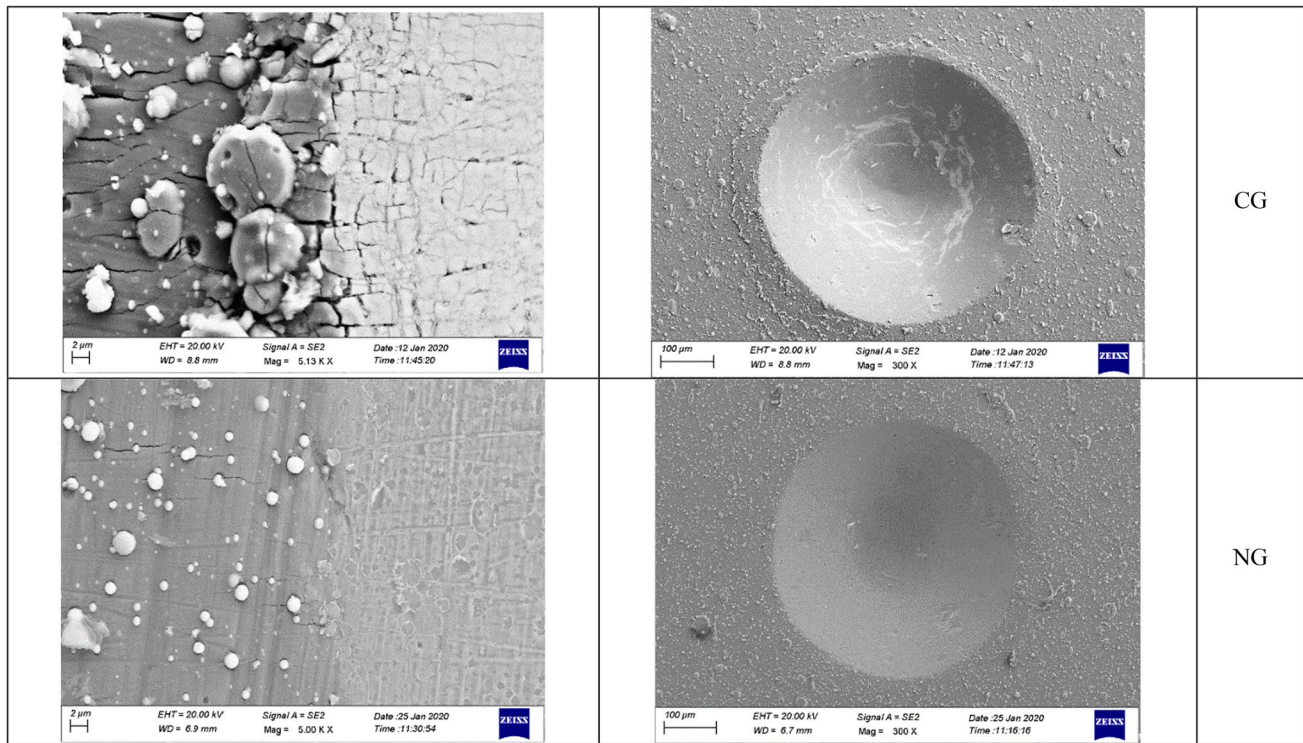 2 µm
EHT = 20.00 kV Signal A = SE2 Date :12 Jan 2020
WD = 8.8 mm Mag = 5.13 K X Time :11:45:20
ZEISS
100 µm
EHT = 20.00 kV Signal A = SE2 Date :12 Jan 2020
WD = 8.8 mm Mag = 300 X Time :11:47:13
ZEISS
CG
2 µm
EHT = 20.00 kV Signal A = SE2 Date :25 Jan 2020
WD = 6.9 mm Mag = 5.00 K X Time :11:30:54
ZEISS
100 µm
EHT = 20.00 kV Signal A = SE2 Date :25 Jan 2020
WD = 6.7 mm Mag = 300 X Time :11:16:16
ZEISS
NG